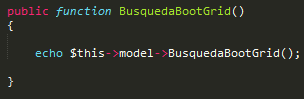 public function BusquedaBootGrid()
{
echo $this->model->BusquedaBootGrid();
}